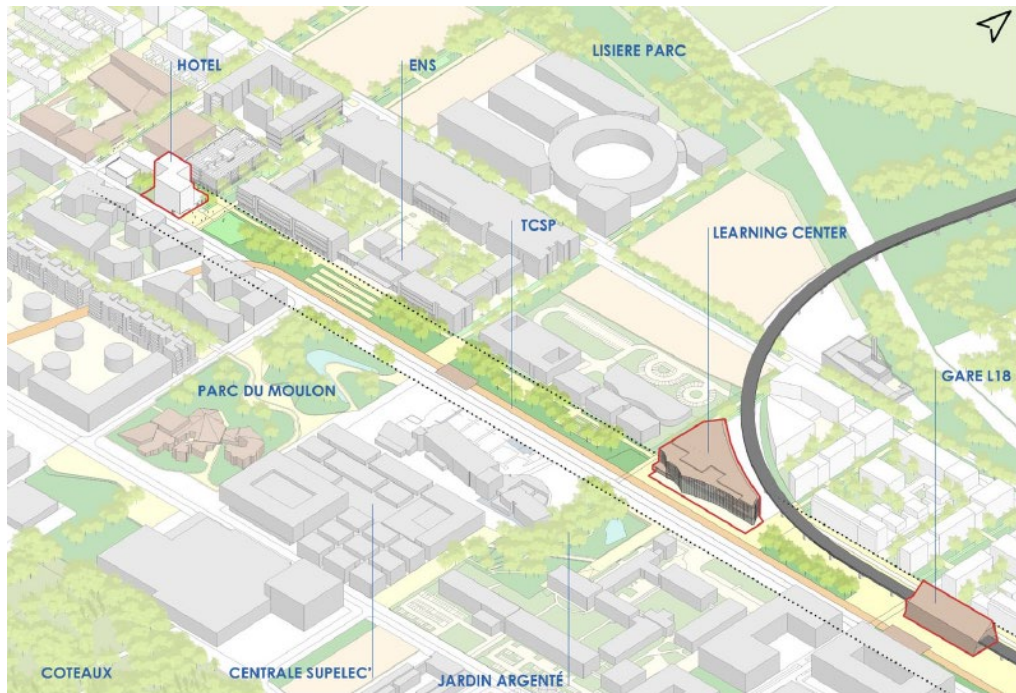 HOTEL
ENS
LISIERE PARC
TCSP
LEARNING CENTER
GARE L18
PARC DU MOULON
COTEAUX
CENTRALE SUPELEC'
JARDIN ARGENTÉ